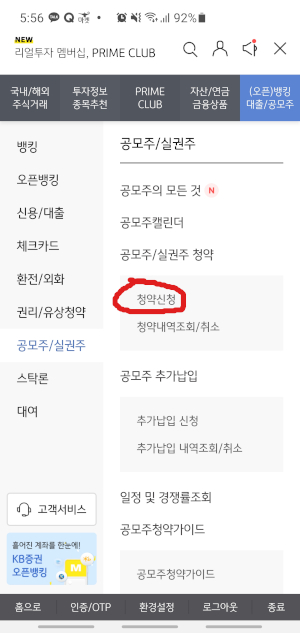 5:56
92%
NEW
리얼투자 멤버십, PRIME CLUB
국내/해외
주식거래
투자정보
종목추천
PRIME
CLUB
자산/연금
금융상품
(오픈)뱅킹
대출/공모주
뱅킹
오픈뱅킹
신용/대출
체크카드
환전/외화
권리/유상청약
공모주/실권주
스탁론
대여
고객서비스
흩어진 계좌를 한눈에!
KB증권
오픈뱅킹
공모주/실권주
공모주의 모든 것 N
공모주캘린더
공모주/실권주 청약
청약신청
청약내역조회/취소
공모주 추가납입
추가납입 신청
추가납입 내역조회/취소
일정 및 경쟁률조회
공모주청약가이드
공모주청약가이드
홈으로
인증/OTP
환경설정
로그아웃
종료